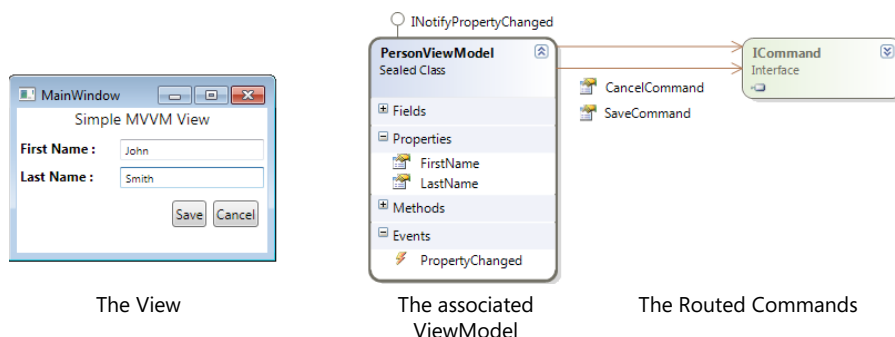 INotifyPropertyChanged
PersonViewModel
Sealed Class
Fields
Properties
FirstName
LastName
Methods
Events
PropertyChanged
CancelCommand
SaveCommand
ICommand
Interface
MainWindow
Simple MVVM View
First Name :
John
Last Name :
Smith
Save
Cancel
The View
The associated
ViewModel
The Routed Commands